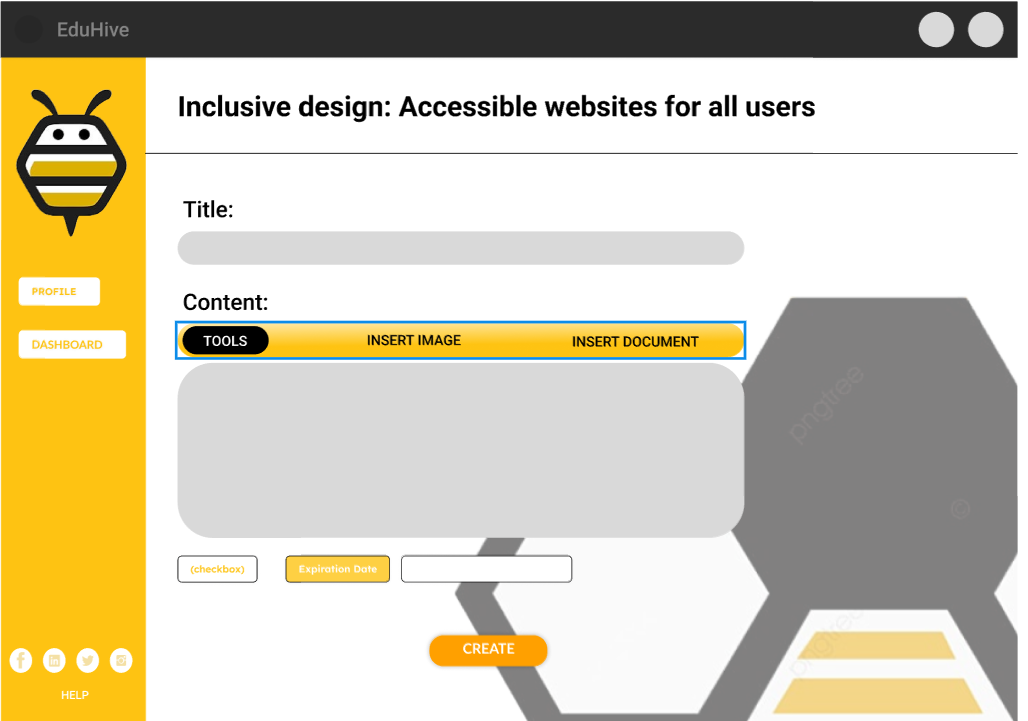 EduHive
Inclusive design: Accessible websites for all users
PROFILE
DASHBOARD
Title:
Content:
TOOLS INSERT IMAGE INSERT DOCUMENT
pngtree
©
(checkbox) Expiration Date
pngtree
CREATE
HELP